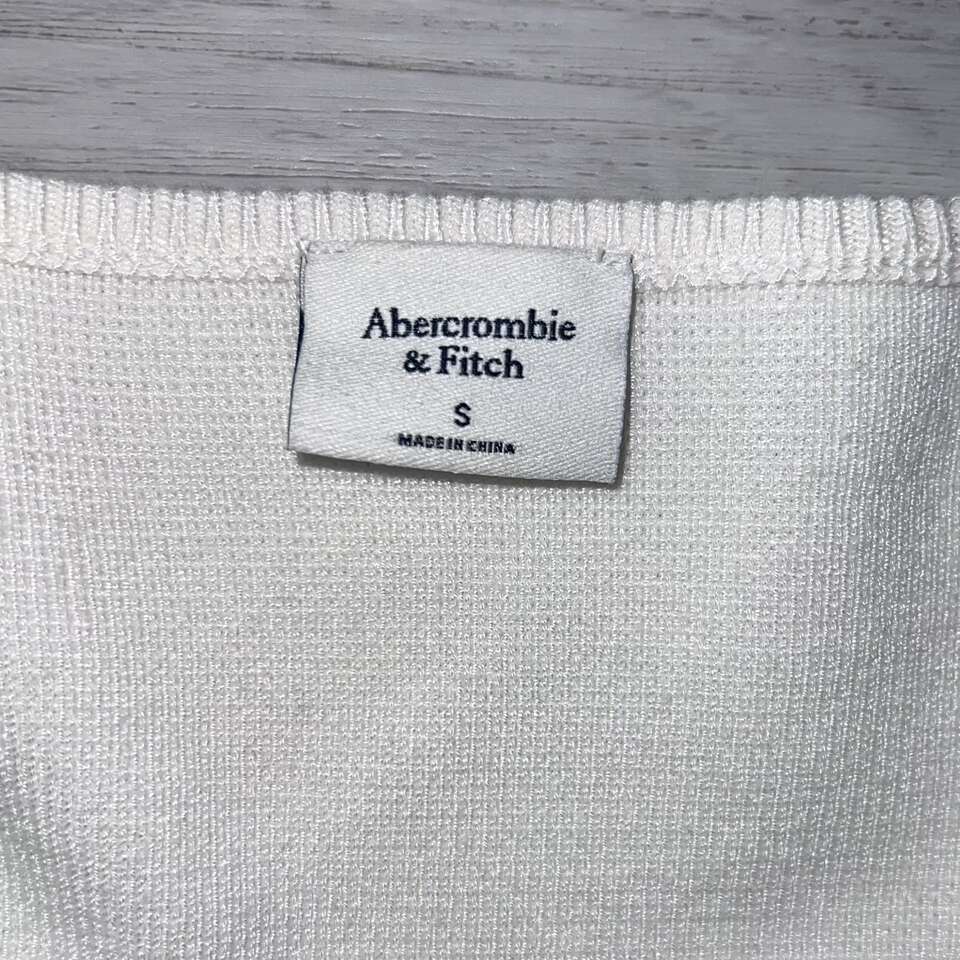 Abercrombie
& Fitch
S
MADE IN CHINA